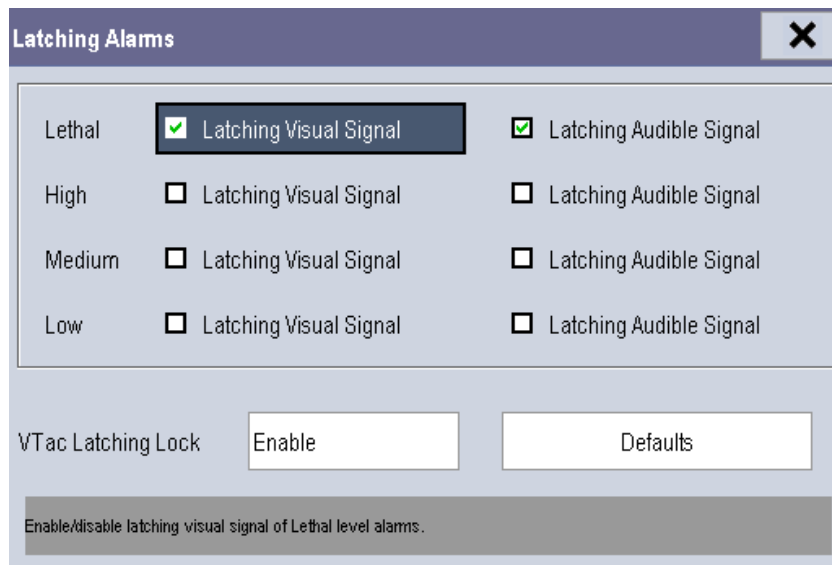 Latching Alarms
Lethal Latching Visual Signal Latching Audible Signal
High Latching Visual Signal Latching Audible Signal
Medium Latching Visual Signal Latching Audible Signal
Low Latching Visual Signal Latching Audible Signal
VTac Latching Lock Enable Defaults
Enable/disable latching visual signal of Lethal level alarms.